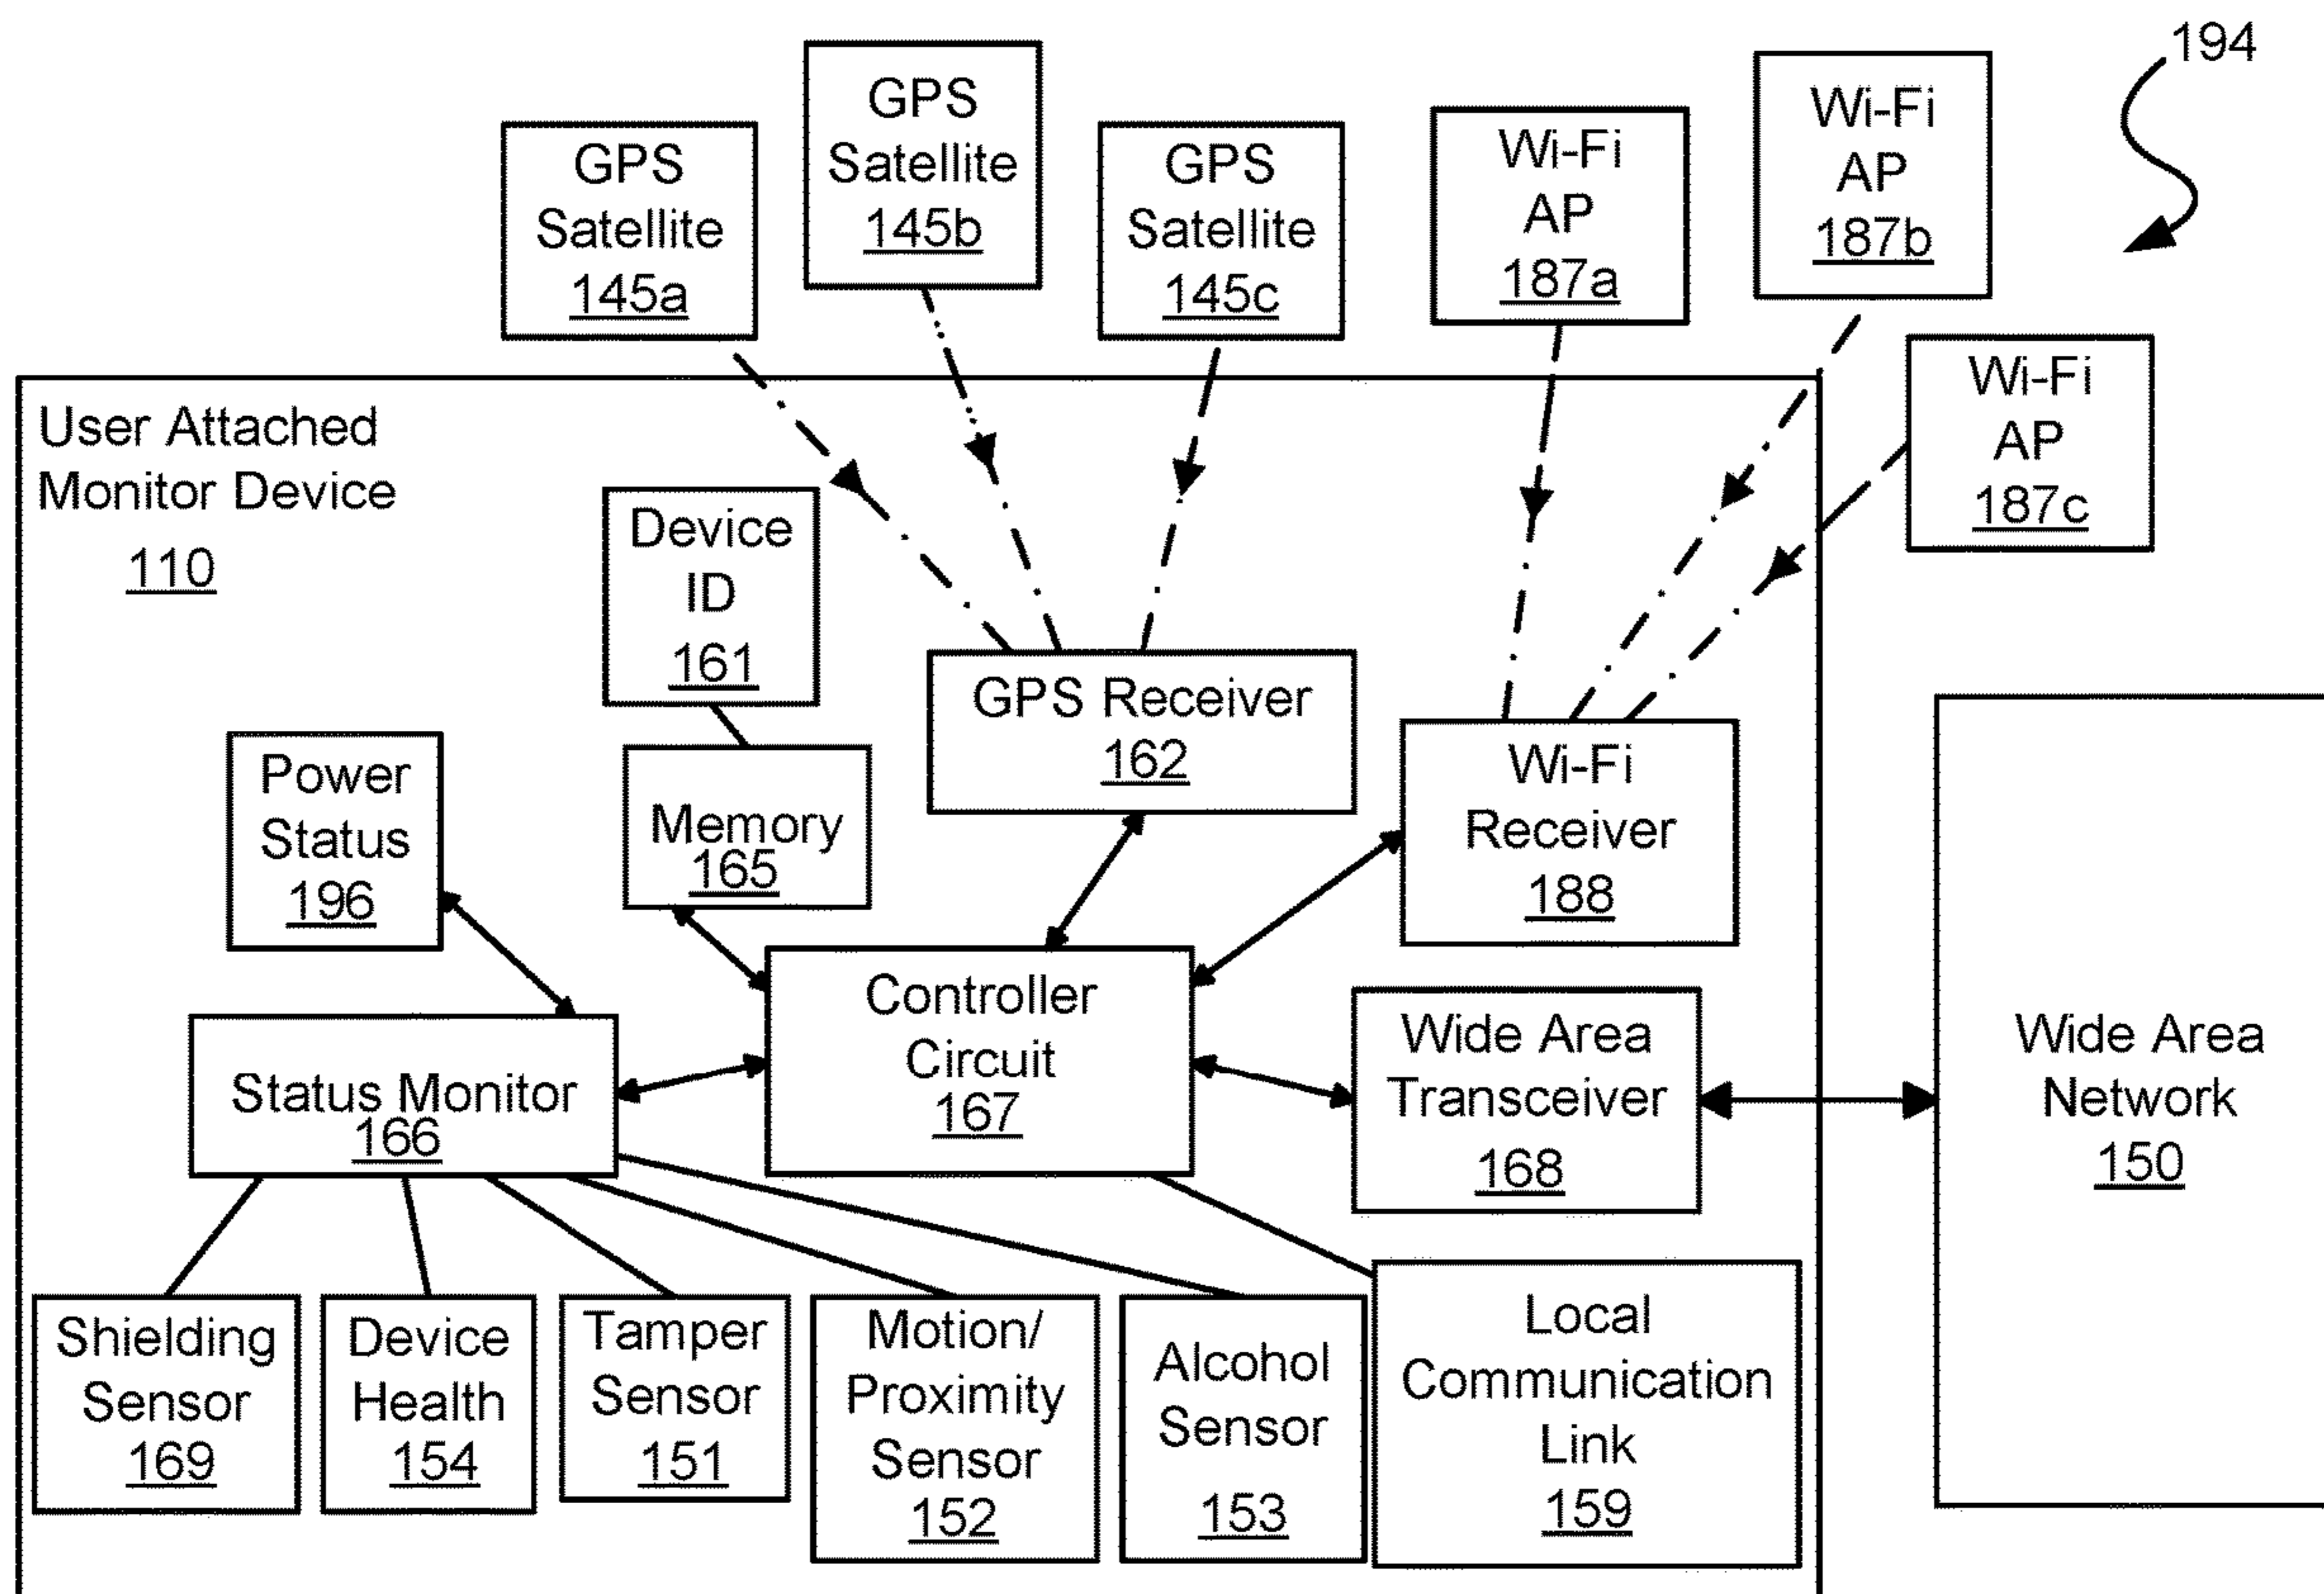 194
GPS
Satellite
145a
GPS
Satellite
145b
GPS
Satellite
145c
Wi-Fi
AP
187a
Wi-Fi
AP
187b
Wi-Fi
AP
187c
User Attached
Monitor Device
110
Device
ID
161
GPS Receiver
162
Power
Status
196
Memory
165
Wi-Fi
Receiver
188
Controller
Circuit
167
Status Monitor
166
Wide Area
Transceiver
168
Wide Area
Network
150
Shielding
Sensor
169
Device
Health
154
Tamper
Sensor
151
Motion/
Proximity
Sensor
152
Alcohol
Sensor
153
Local
Communication
Link
159